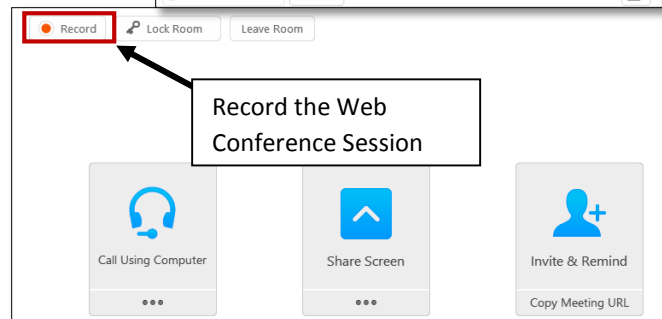 Record
Lock Room
Leave Room
Record the Web
Conference Session
Call Using Computer
Share Screen
Invite & Remind
Copy Meeting URL